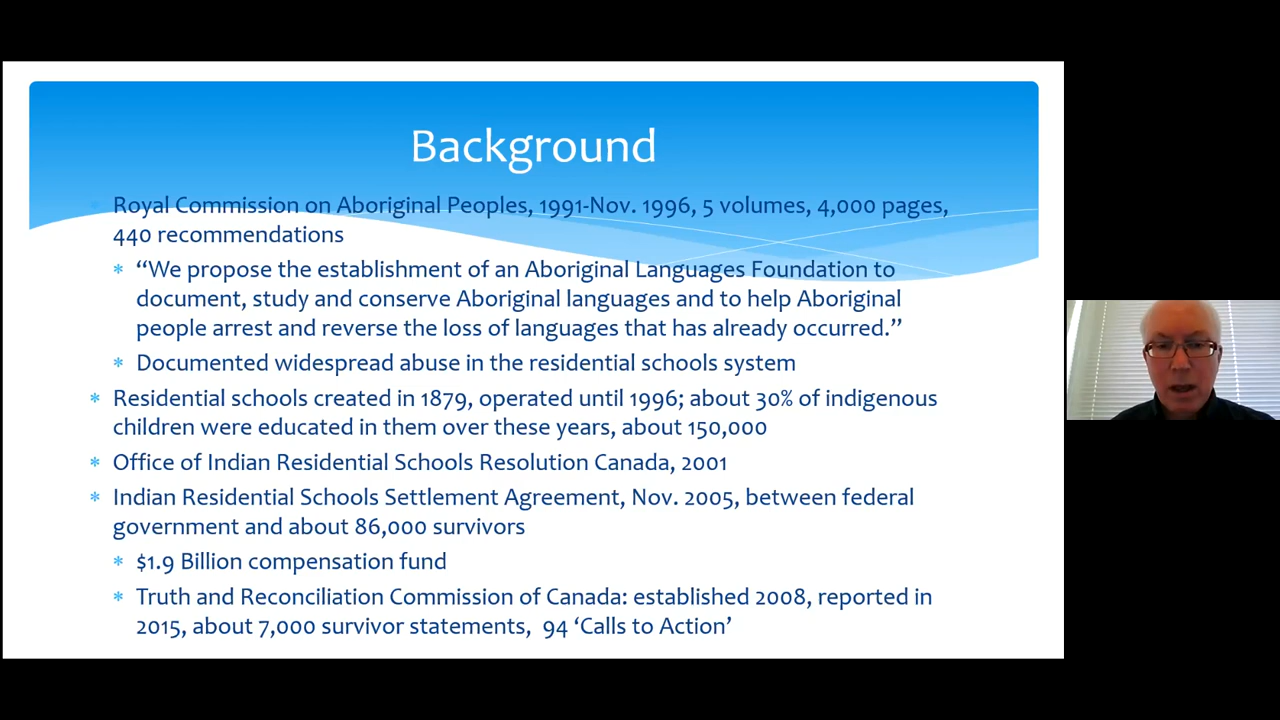 Background
Royal Commission on Aboriginal Peoples, 1991-Nov. 1996, 5 volumes, 4,000 pages,
440 recommendations
“We propose the establishment of an Aboriginal Languages Foundation to
document, study and conserve Aboriginal languages and to help Aboriginal
people arrest and reverse the loss of languages that has already occurred.”
Documented widespread abuse in the residential schools system
Residential schools created in 1879, operated until 1996; about 30% of indigenous
children were educated in them over these years, about 150,000
Office of Indian Residential Schools Resolution Canada, 2001
Indian Residential Schools Settlement Agreement, Nov. 2005, between federal
government and about 86,000 survivors
$1.9 Billion compensation fund
Truth and Reconciliation Commission of Canada: established 2008, reported in
2015, about 7,000 survivor statements, 94 ‘Calls to Action’